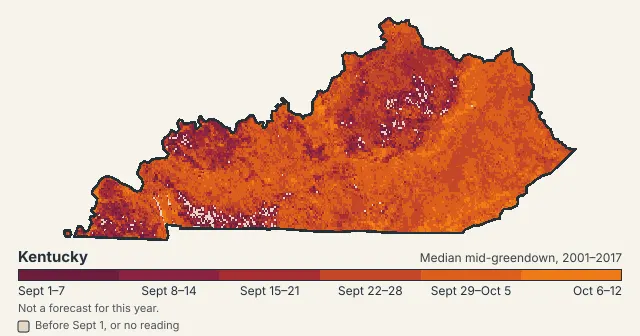 Kentucky
Median mid-greendown, 2001–2017
Sept 1–7 Sept 8–14 Sept 15–21 Sept 22–28 Sept 29–Oct 5 Oct 6–12
Not a forecast for this year.
Before Sept 1, or no reading